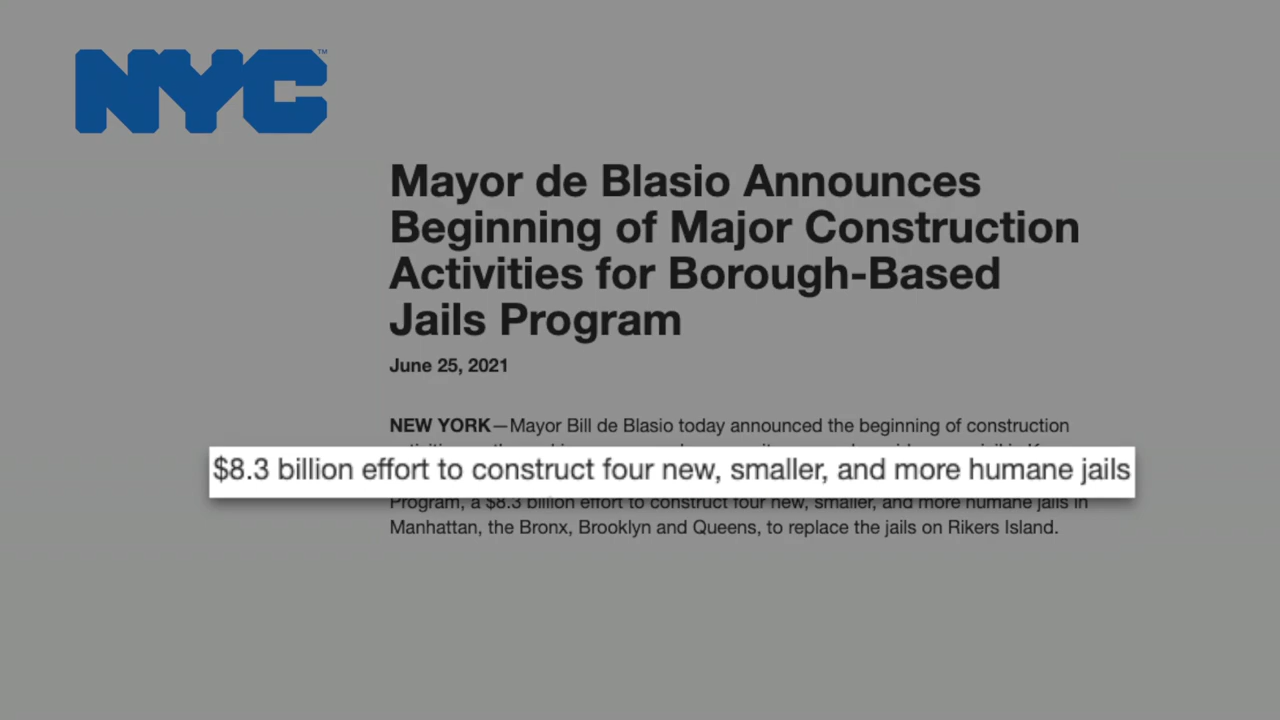 NYC™
Mayor de Blasio Announces
Beginning of Major Construction
Activities for Borough-Based
Jails Program
June 25, 2021
NEW YORK—Mayor Bill de Blasio today announced the beginning of construction
$8.3 billion effort to construct four new, smaller, and more humane jails
Program, a $8.3 billion effort to construct four new, smaller, and more humane jails in
Manhattan, the Bronx, Brooklyn and Queens, to replace the jails on Rikers Island.